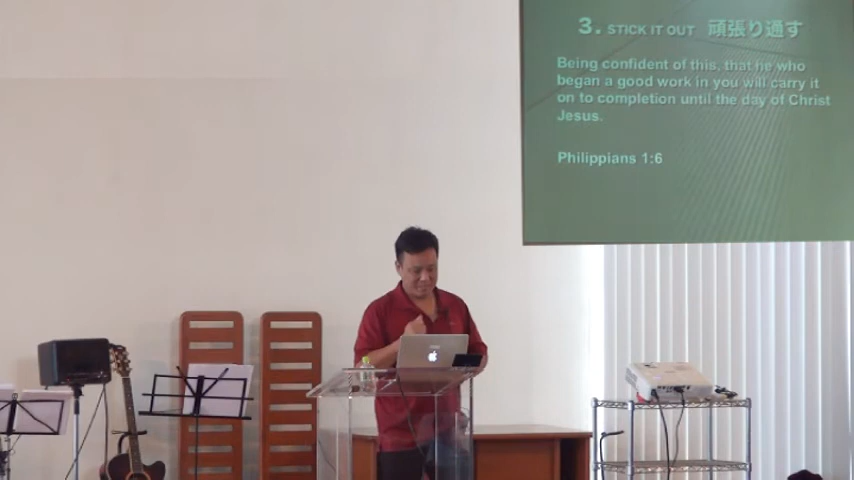 3. STICK IT OUT 頑張り通す
Being confident of this, that he who
began a good work in you will carry it
on to completion until the day of Christ
Jesus.
Philippians 1:6